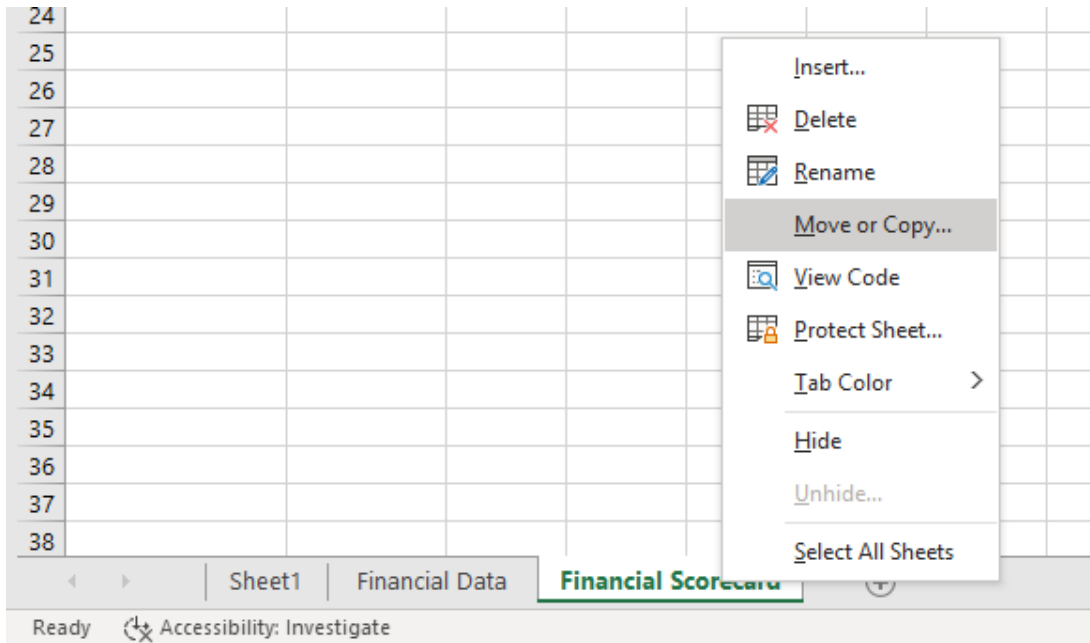 24
25
26
27
28
29
30
31
32
33
34
35
36
37
38
Insert...
Delete
Rename
Move or Copy...
View Code
Protect Sheet...
Tab Color
Hide
Unhide...
Select All Sheets
Sheet1 Financial Data Financial Scorecard
Ready Accessibility: Investigate